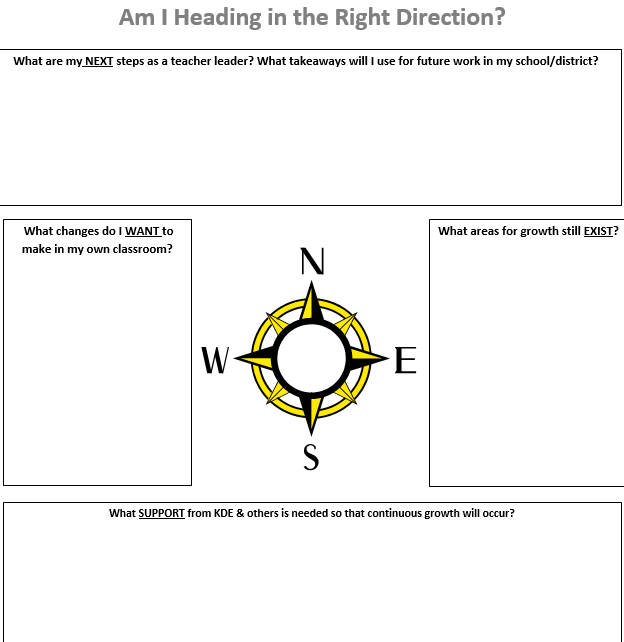 Am I Heading in the Right Direction?
What are my NEXT steps as a teacher leader? What takeaways will I use for future work in my school/district?
What changes do I WANT to
make in my own classroom?
What areas for growth still EXIST?
N
W
E
S
What SUPPORT from KDE & others is needed so that continuous growth will occur?